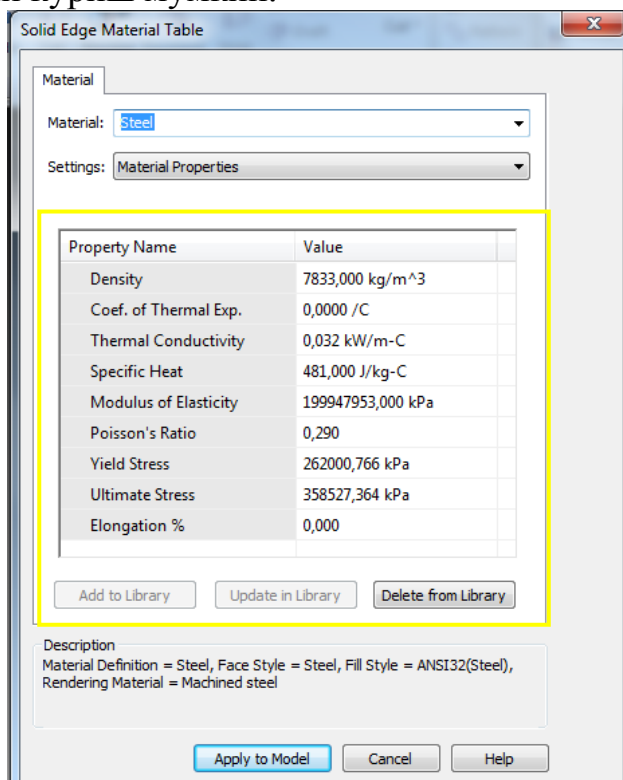 Solid Edge Material Table
Material
Material: Steel
Settings: Material Properties
Property Name Value
Density 7833,000 kg/m^3
Coef. of Thermal Exp. 0,0000 /C
Thermal Conductivity 0,032 kW/m-C
Specific Heat 481,000 J/kg-C
Modulus of Elasticity 199947953,000 kPa
Poisson's Ratio 0,290
Yield Stress 262000,766 kPa
Ultimate Stress 358527,364 kPa
Elongation % 0,000
Add to Library Update in Library Delete from Library
Description
Material Definition = Steel, Face Style = Steel, Fill Style = ANSI32(Steel),
Rendering Material = Machined steel
Apply to Model Cancel Help